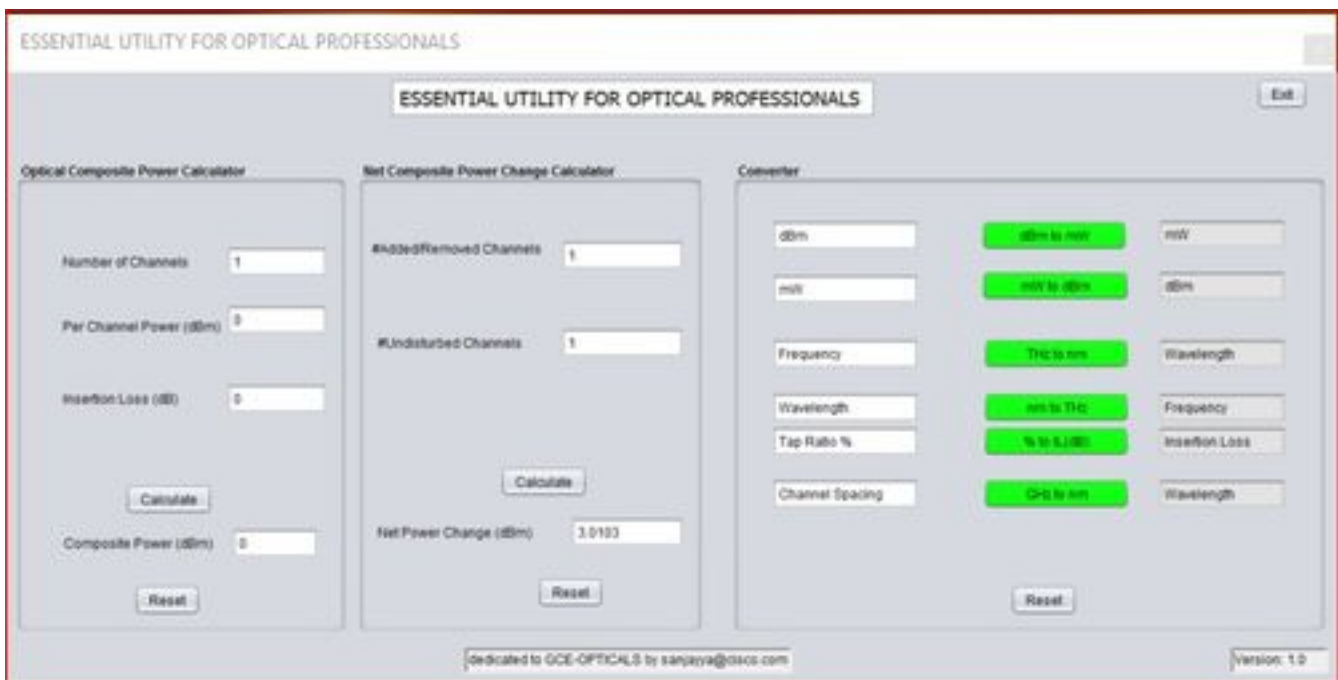 ESSENTIAL UTILITY FOR OPTICAL PROFESSIONALS
ESSENTIAL UTILITY FOR OPTICAL PROFESSIONALS
Exit
Optical Composite Power Calculator
Number of Channels 1
Per Channel Power (dBm) 0
Insertion Loss (dB) 0
Calculate
Composite Power (dBm) 0
Reset
Net Composite Power Change Calculator
#Added/Removed Channels 1
#Undisturbed Channels 1
Calculate
Net Power Change (dBm) 3.0103
Reset
Converter
dBm dBm to mW mW
mW mW to dBm dBm
Frequency THz to nm Wavelength
Wavelength nm to THz Frequency
Tap Ratio % % to IL(dB) Insertion Loss
Channel Spacing GHz to nm Wavelength
Reset
dedicated to GCE-OPTICALS by sanjayya@cisco.com
Version: 1.0